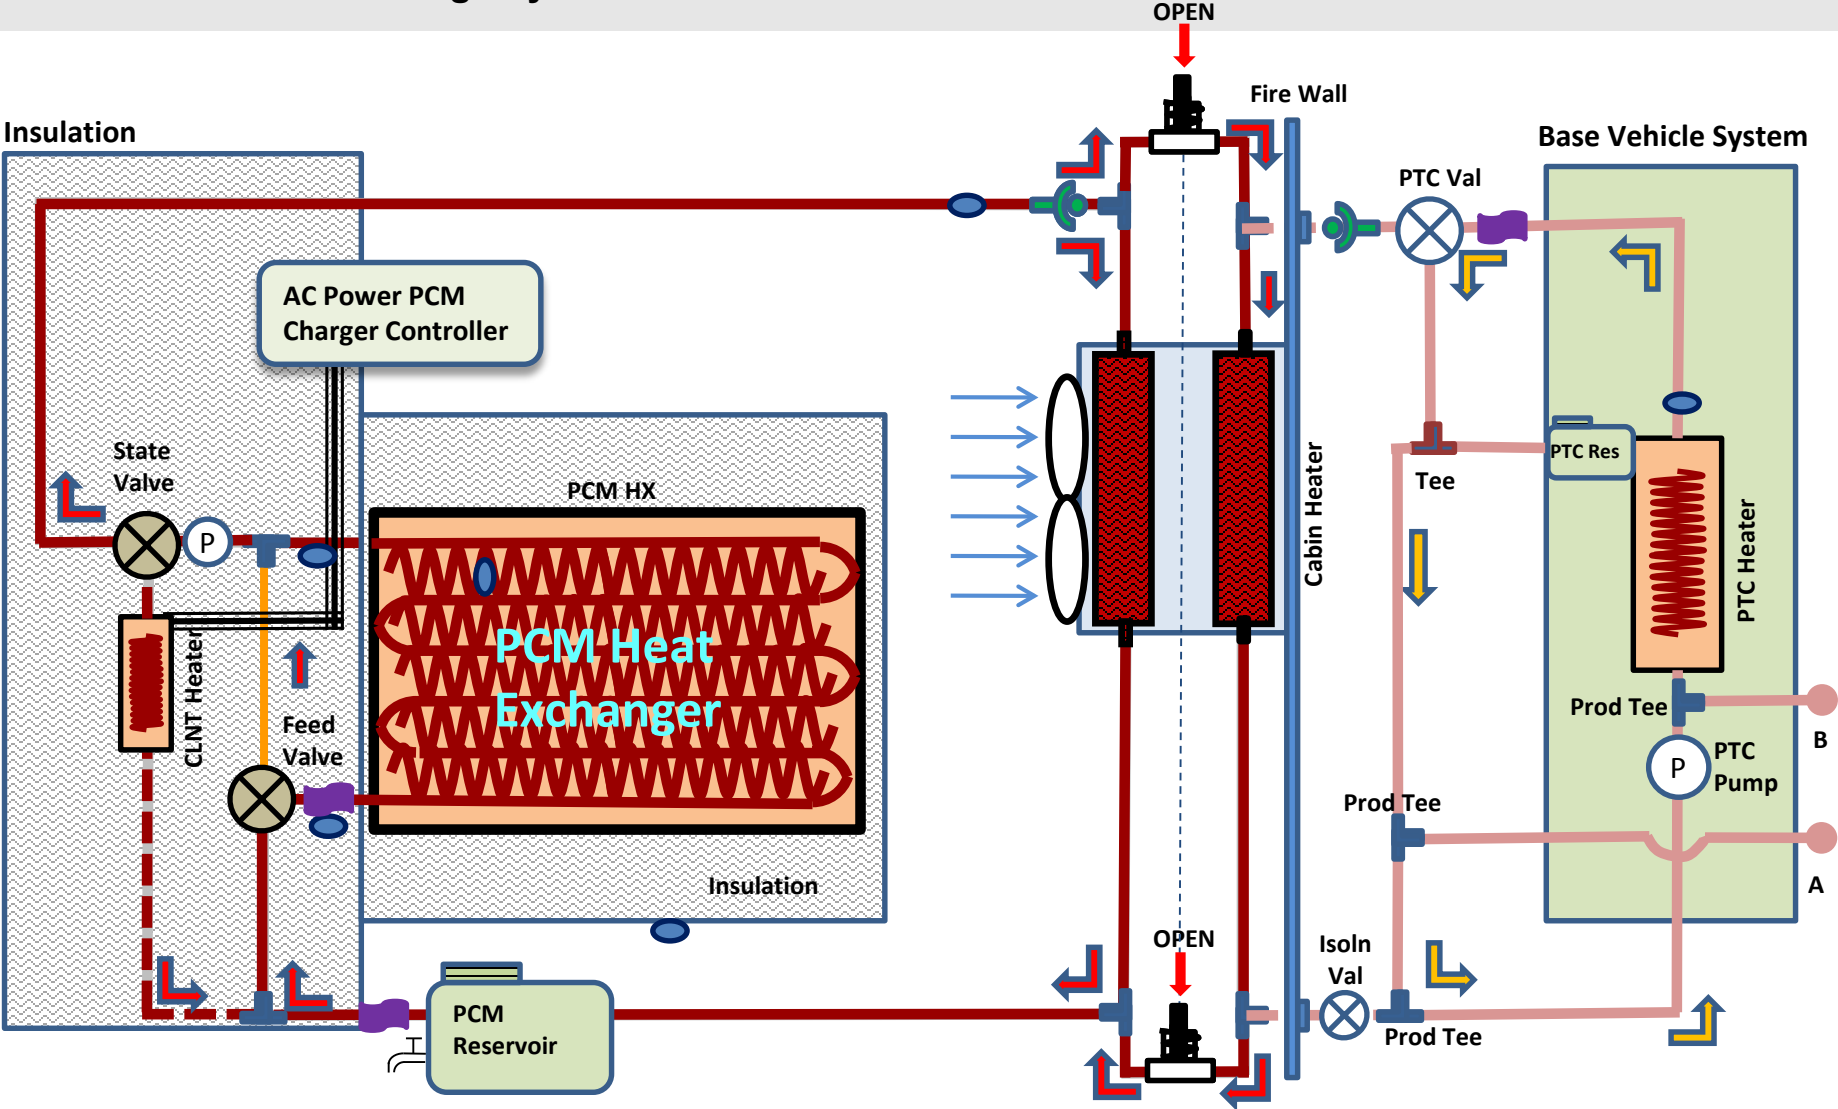 OPEN
Fire Wall
Insulation
Base Vehicle System
PTC Val
AC Power PCM
Charger Controller
State
Valve
PCM HX
P
PTC Res
Tee
Cabin Heater
PTC Heater
PCM Heat
Exchanger
CLNT Heater
Feed
Valve
Prod Tee
B
PTC
Pump
P
Prod Tee
Insulation
A
OPEN
Isoln
Val
PCM
Reservoir
Prod Tee